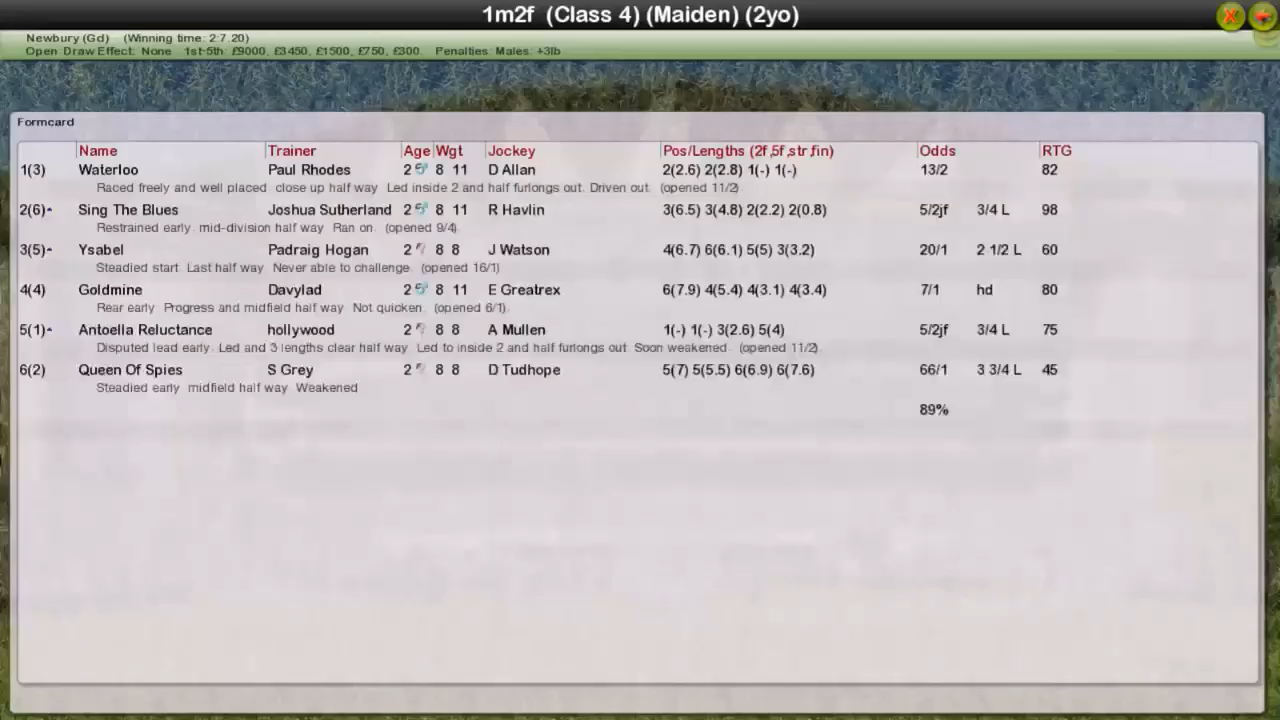 1m2f (Class 4) (Maiden) (2yo)
Newbury (Gd) (Winning time: 2:7.20)
Open Draw Effect: None 1st-5th: £9000, £3450, £1500, £750, £300. Penalties: Males: +3lb
Formcard
Name Trainer Age Wgt Jockey Pos/Lengths (2f,5f,str,fin) Odds RTG
1(3) Waterloo Paul Rhodes 2 8 11 D Allan 2(2.6) 2(2.8) 1(-) 1(-) 13/2 82
Raced freely and well placed close up half way Led inside 2 and half furlongs out. Driven out. (opened 11/2)
2(6) Sing The Blues Joshua Sutherland 2 8 11 R Havlin 3(6.5) 3(4.8) 2(2.2) 2(0.8) 5/2jf 3/4 L 98
Restrained early mid-division half way Ran on. (opened 9/4)
3(5) Ysabel Padraig Hogan 2 8 8 J Watson 4(6.7) 6(6.1) 5(5) 3(3.2) 20/1 2 1/2 L 60
Steadied start Last half way Never able to challenge. (opened 16/1)
4(4) Goldmine Davylad 2 8 11 E Greatrex 6(7.9) 4(5.4) 4(3.1) 4(3.4) 7/1 hd 80
Rear early Progress and midfield half way Not quicken. (opened 6/1)
5(1) Antoella Reluctance hollywood 2 8 8 A Mullen 1(-) 1(-) 3(2.6) 5(4) 5/2jf 3/4 L 75
Disputed lead early. Led and 3 lengths clear half way Led to inside 2 and half furlongs out Soon weakened. (opened 11/2)
6(2) Queen Of Spies S Grey 2 8 8 D Tudhope 5(7) 5(5.5) 6(6.9) 6(7.6) 66/1 3 3/4 L 45
Steadied early midfield half way Weakened
89%